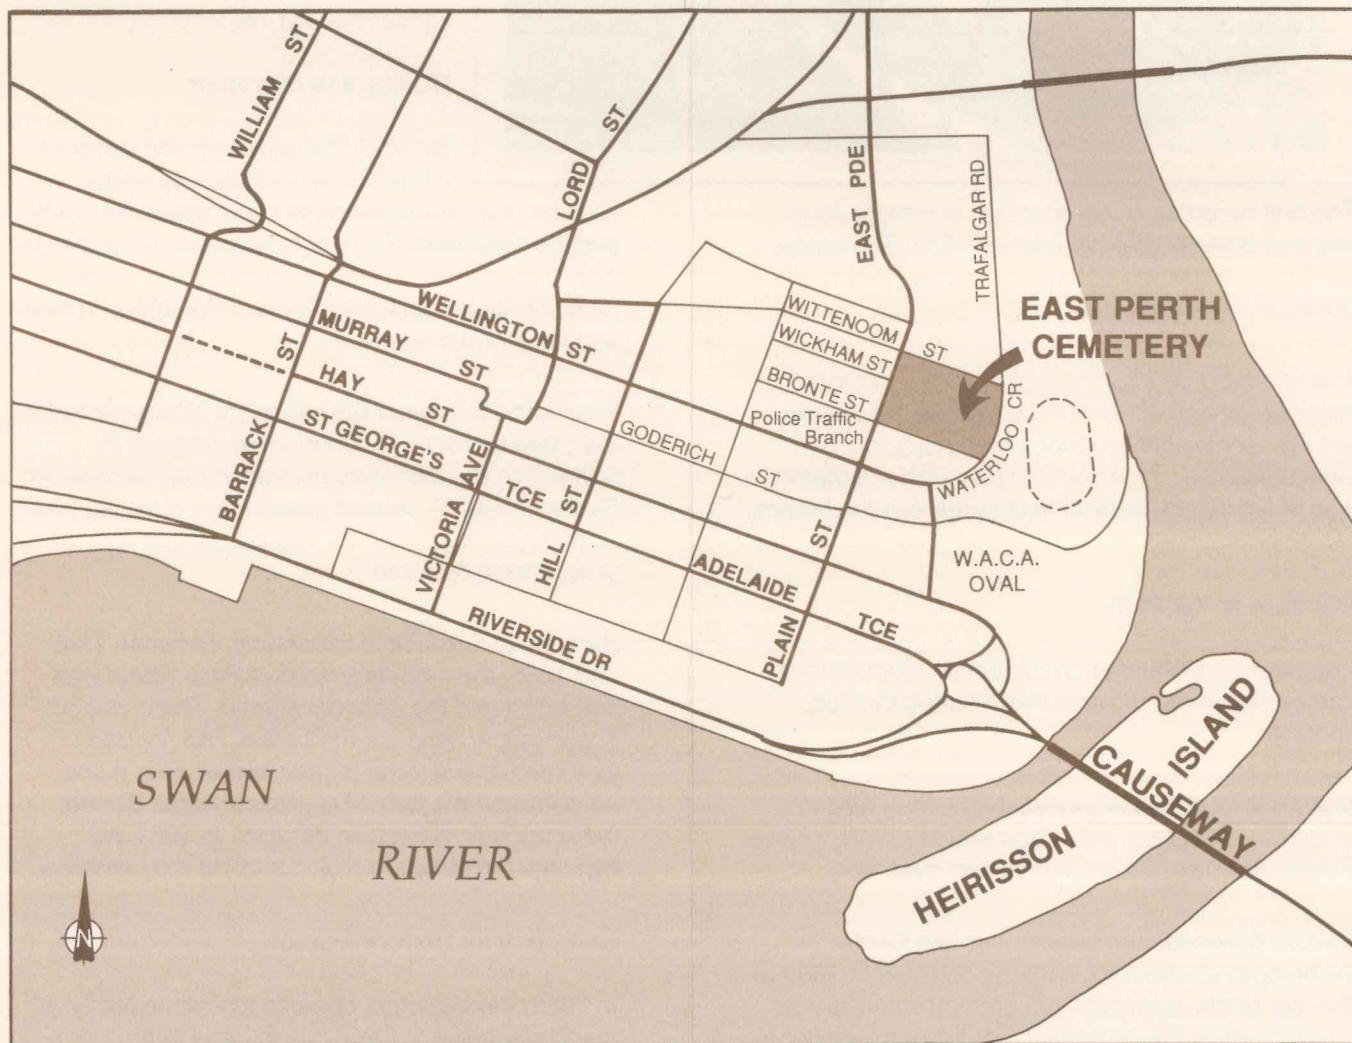 WILLIAM ST
LORD ST
EAST PDE
TRAFALGAR RD
EAST PERTH
CEMETERY
WITTENOOM ST
WICKHAM ST
BRONTE ST
Police Traffic
Branch
WATERLOO CR
WELLINGTON ST
MURRAY ST
HAY ST
ST GEORGE'S TCE
BARRACK ST
VICTORIA AVE
HILL ST
GODERICH ST
PLAIN ST
ADELAIDE TCE
RIVERSIDE DR
W.A.C.A.
OVAL
SWAN
RIVER
CAUSEWAY
HEIRISSON ISLAND
N